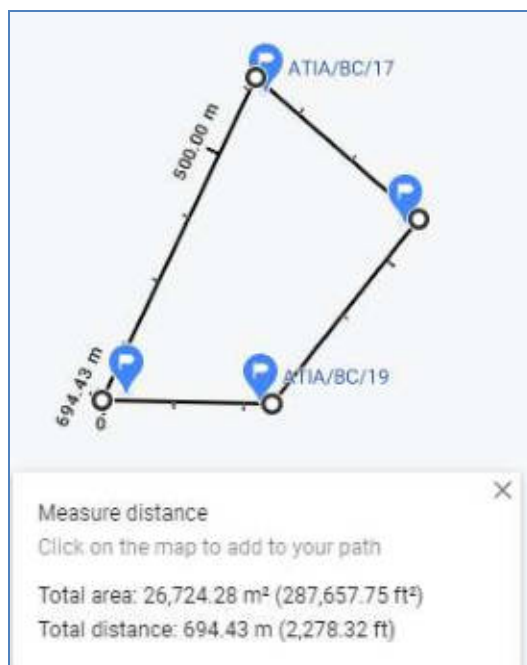 ATIA/BC/17
500.00 m
694.43 m
0
ATIA/BC/19
Measure distance
Click on the map to add to your path
Total area: 26,724.28 m² (287,657.75 ft²)
Total distance: 694.43 m (2,278.32 ft)